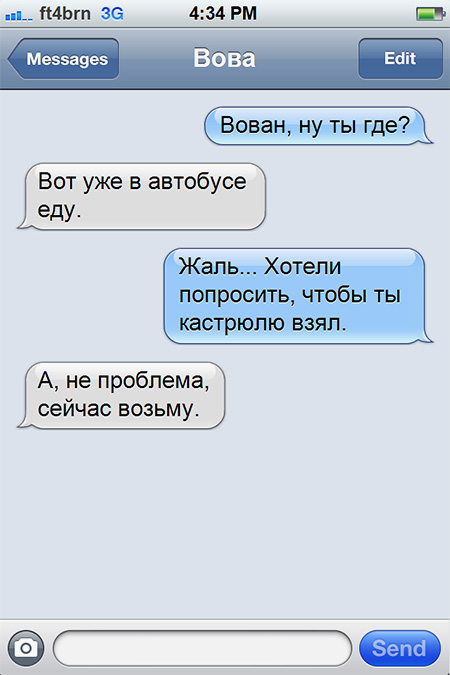 ft4brn 3G 4:34 PM
Messages Вова Edit
Вован, ну ты где?
Вот уже в автобусе
еду.
Жаль... Хотели
попросить, чтобы ты
кастрюлю взял.
А, не проблема,
сейчас возьму.
Send